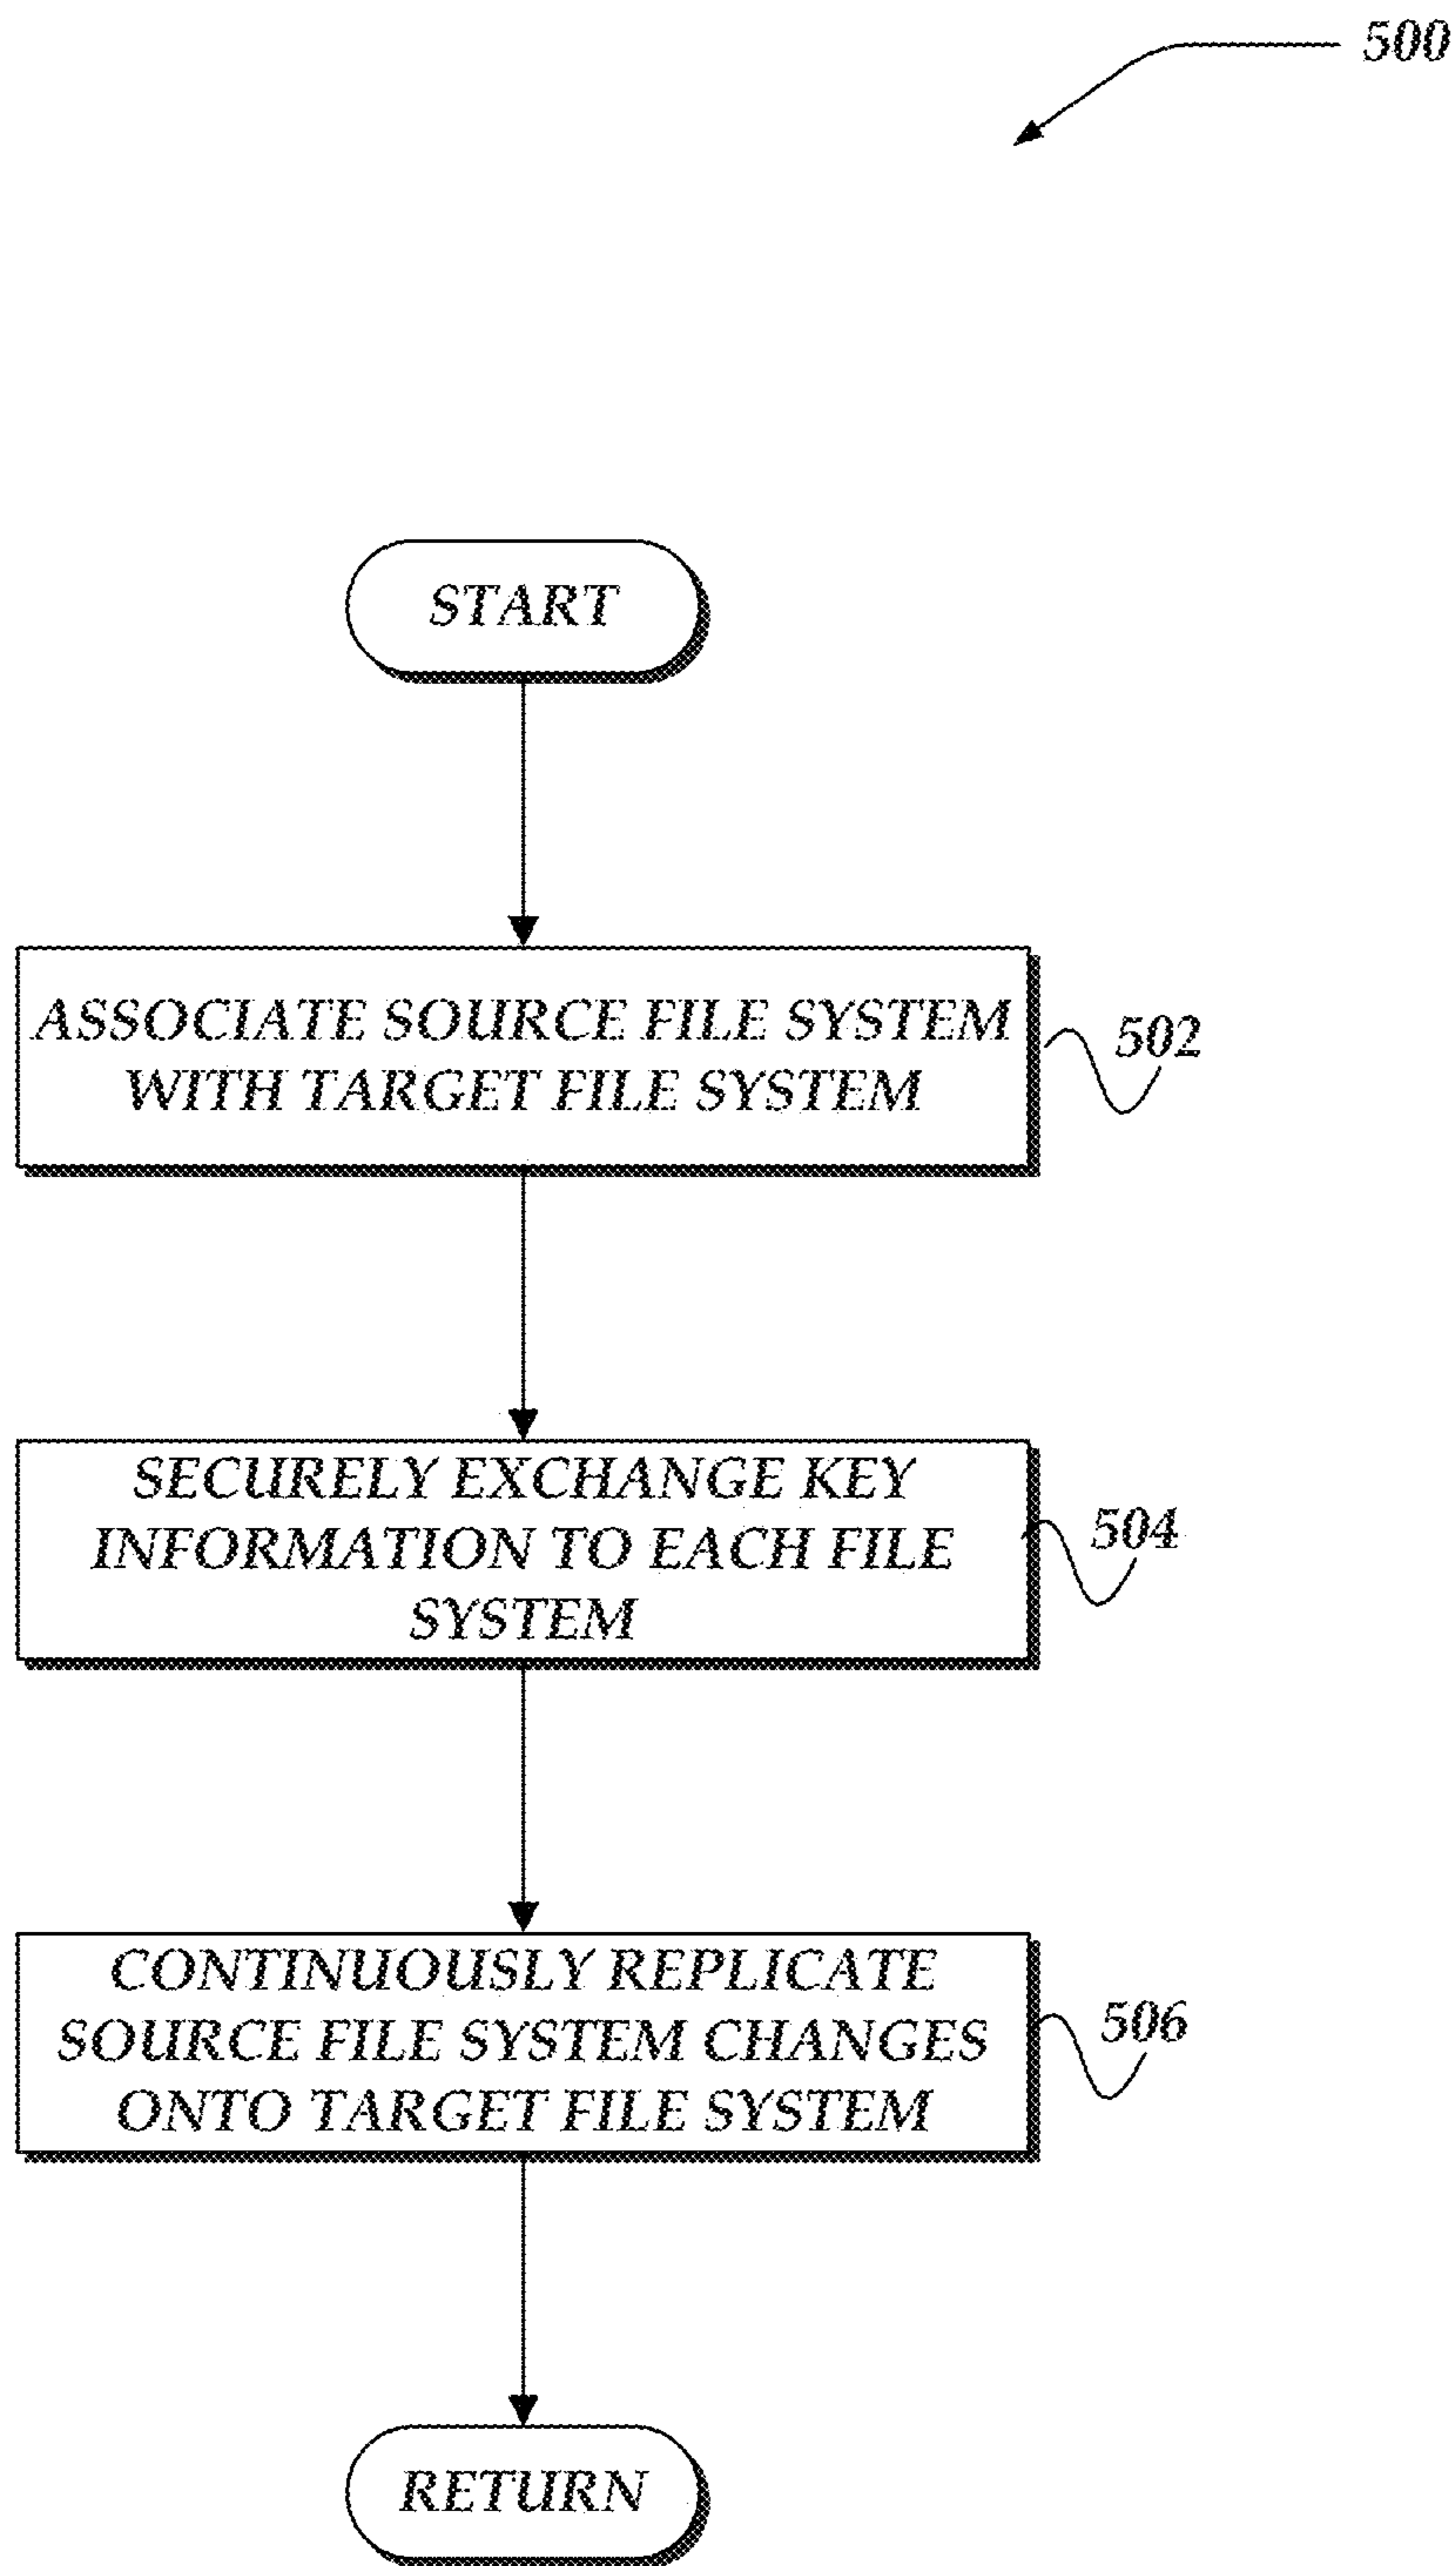 500
START
ASSOCIATE SOURCE FILE SYSTEM
WITH TARGET FILE SYSTEM
502
SECURELY EXCHANGE KEY
INFORMATION TO EACH FILE
SYSTEM
504
CONTINUOUSLY REPLICATE
SOURCE FILE SYSTEM CHANGES
ONTO TARGET FILE SYSTEM
506
RETURN